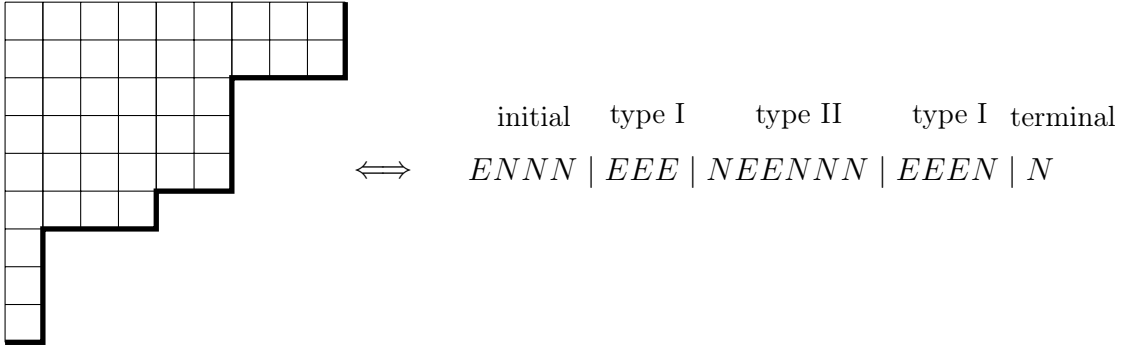 initial type I type II type I terminal
⟺ ENNN | EEE | NEENNN | EEEN | N